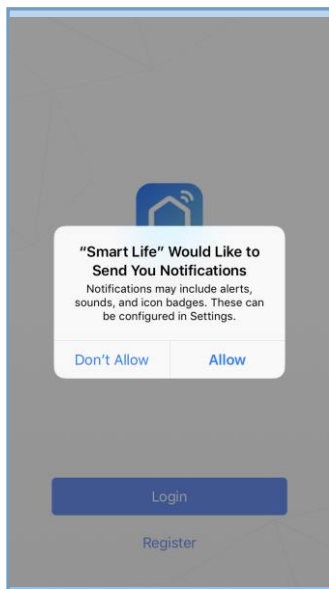 “Smart Life” Would Like to
Send You Notifications
Notifications may include alerts,
sounds, and icon badges. These can
be configured in Settings.
Don’t Allow
Allow
Login
Register